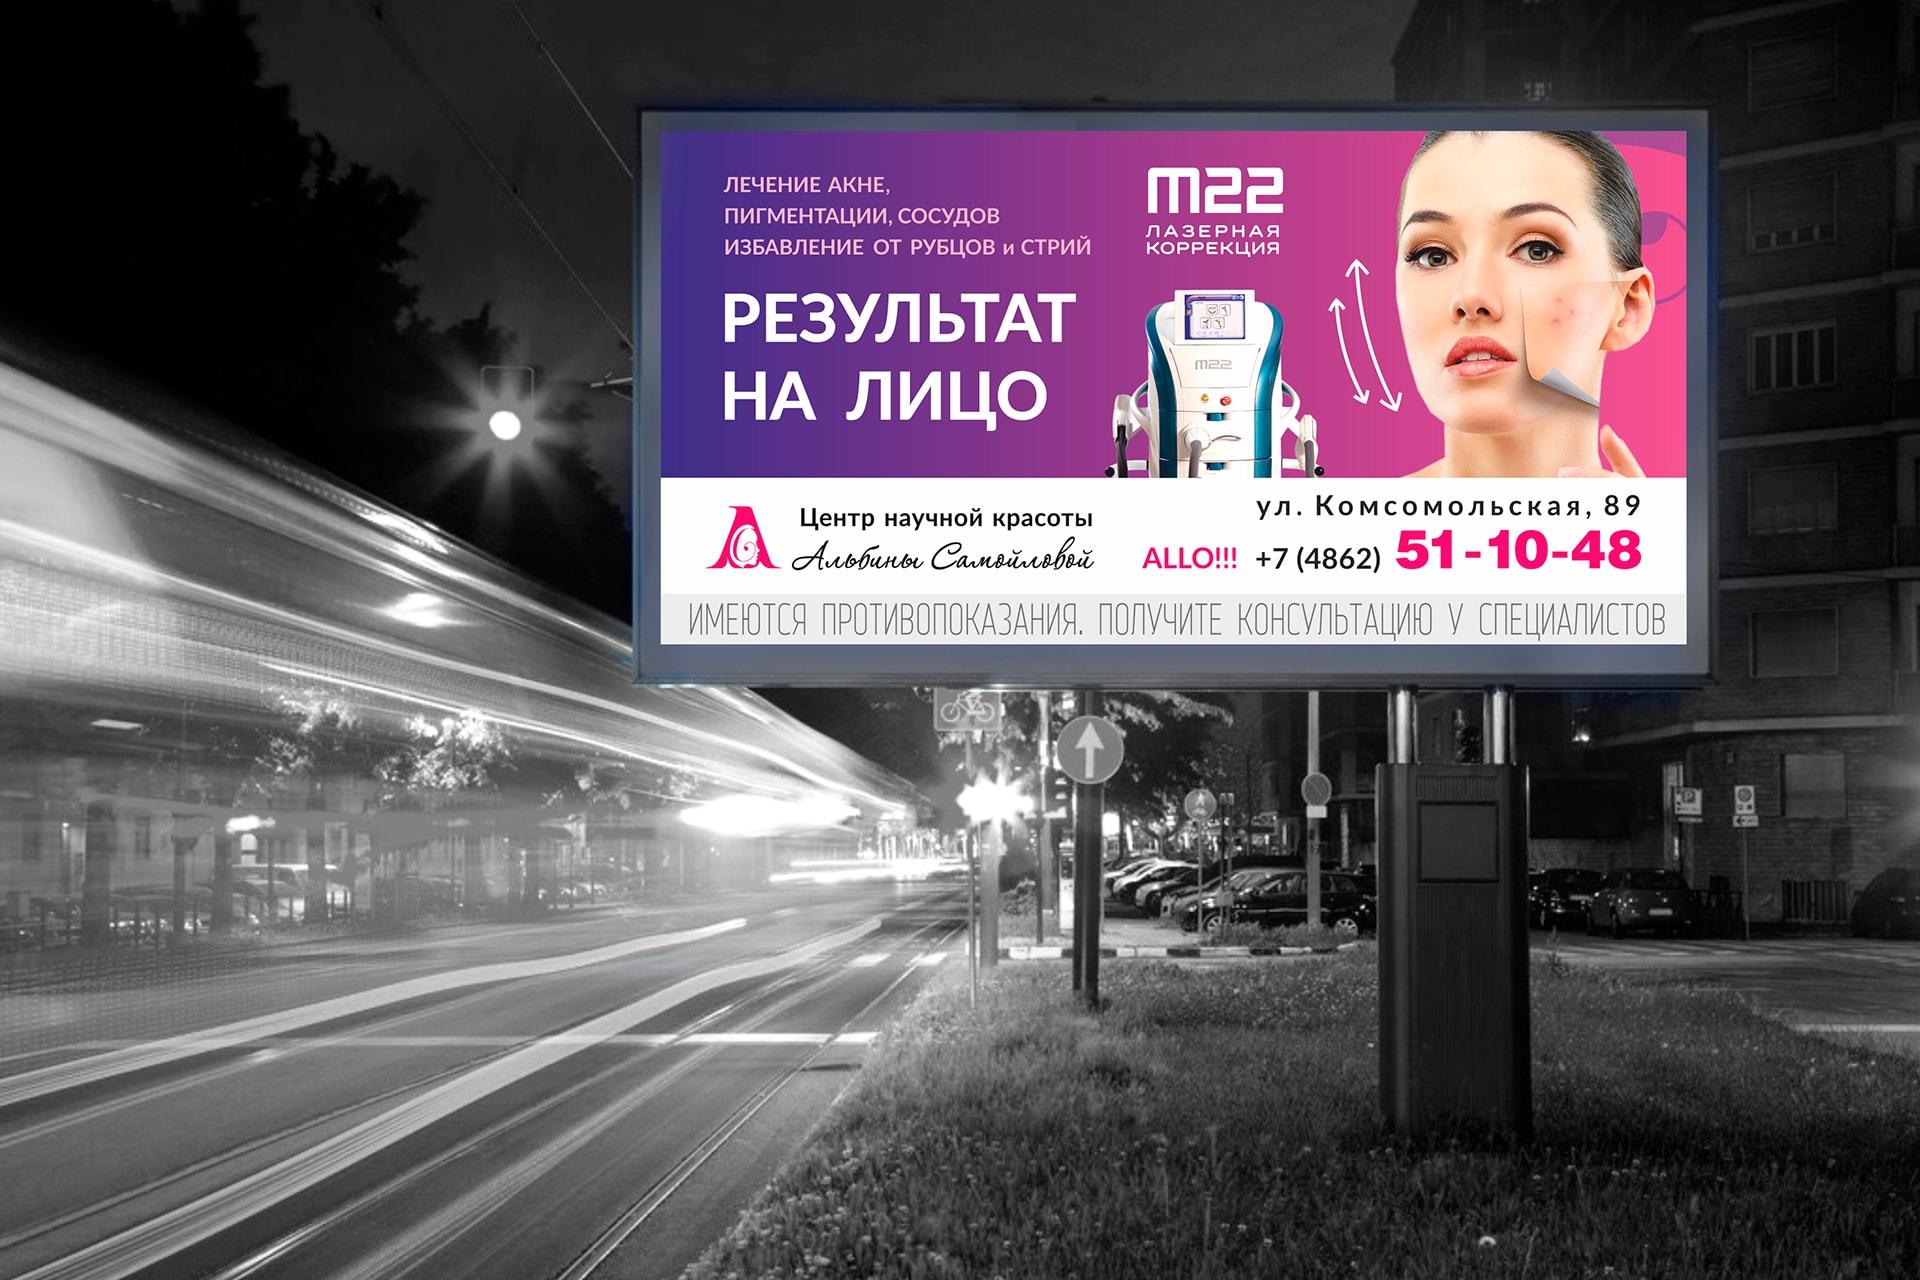 ЛЕЧЕНИЕ АКНЕ,
ПИГМЕНТАЦИИ, СОСУДОВ
ИЗБАВЛЕНИЕ ОТ РУБЦОВ и СТРИЙ
РЕЗУЛЬТАТ
НА ЛИЦО
m22
ЛАЗЕРНАЯ
КОРРЕКЦИЯ
m22
Центр научной красоты
Альбины Самойловой
ул. Комсомольская, 89
ALLO!!! +7 (4862) 51-10-48
ИМЕЮТСЯ ПРОТИВОПОКАЗАНИЯ. ПОЛУЧИТЕ КОНСУЛЬТАЦИЮ У СПЕЦИАЛИСТОВ
P